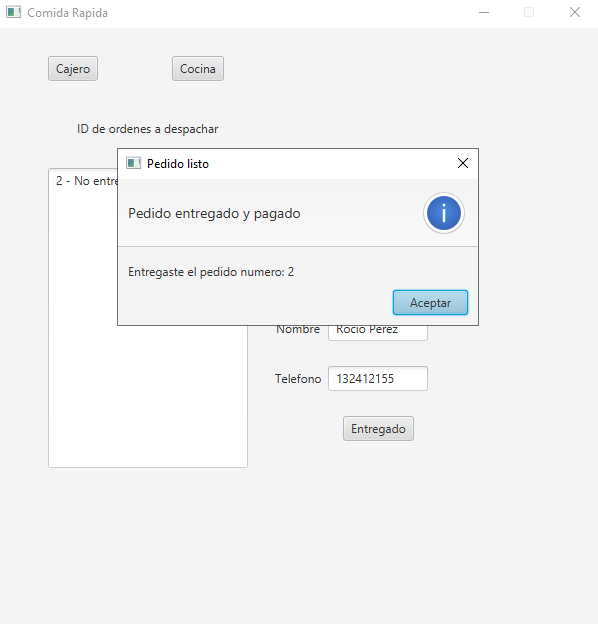 Comida Rapida
Cajero
Cocina
ID de ordenes a despachar
Pedido listo
2 - No entre
Pedido entregado y pagado
Entregaste el pedido numero: 2
Aceptar
Nombre
Rocio Perez
Telefono
132412155
Entregado